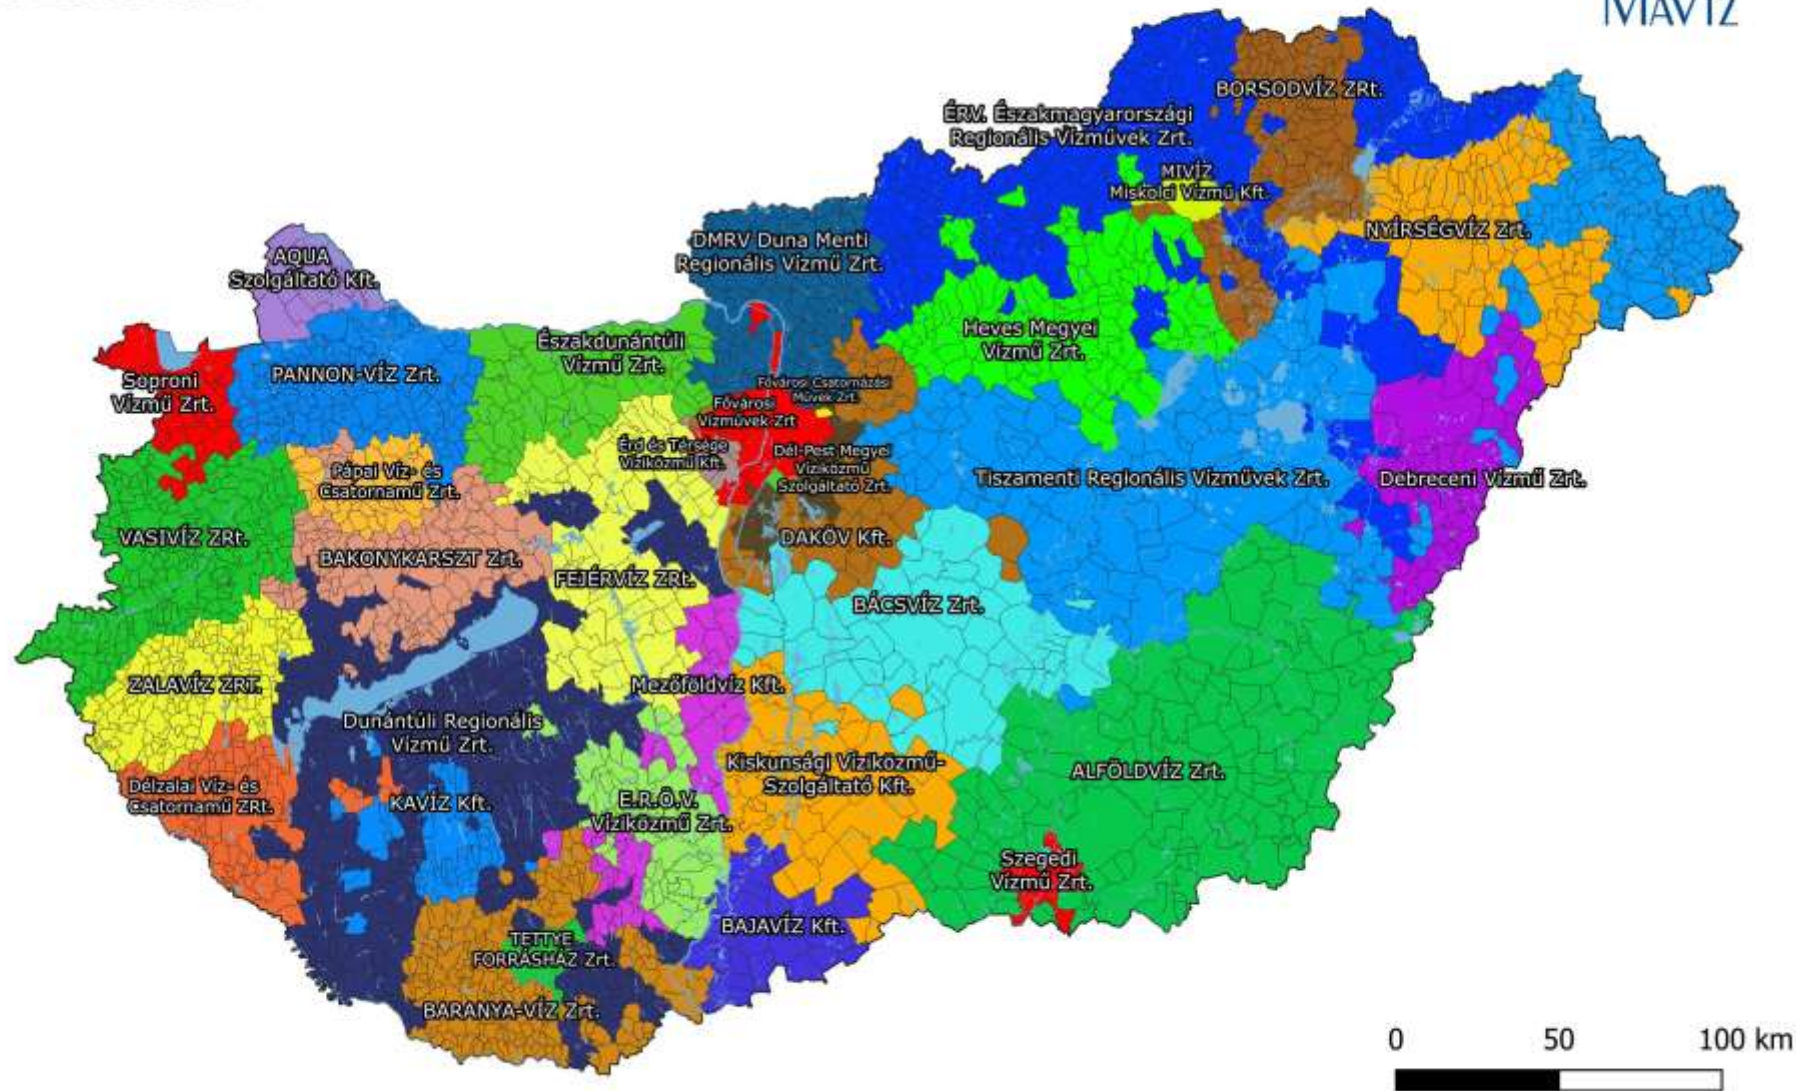 MAVÍZ
BORSODVÍZ ZRt.
ÉRV. Északmagyarországi
Regionális Vízművek Zrt.
MIVÍZ
Miskolci Vízmű Kft.
NYÍRSÉGVÍZ Zrt.
DMRV Duna Menti
Regionális Vízmű Zrt.
AQUA
Szolgáltató Kft.
Északdunántúli
Vízmű Zrt.
Heves Megyei
Vízmű Zrt.
PANNON-VÍZ Zrt.
Soproni
Vízmű Zrt.
Fővárosi Csatornázási
Művek Zrt.
Fővárosi
Vízművek Zrt
Érd és Térsége
Víziközmű Kft.
Dél-Pest Megyei
Víziközmű
Szolgáltató Zrt.
Pápai Víz- és
Csatornamű Zrt.
Tiszamenti Regionális Vízművek Zrt.
Debreceni Vízmű Zrt.
VASIVÍZ ZRt.
DAKÖV Kft.
BAKONYKARSZT Zrt.
FEJÉRVÍZ ZRt.
BÁCSVÍZ Zrt.
ZALAVÍZ ZRT.
Mezőföldvíz Kft.
Dunántúli Regionális
Vízmű Zrt.
Kiskunsági Víziközmű-
Szolgáltató Kft.
ALFÖLDVÍZ Zrt.
Délzalai Víz- és
Csatornamű ZRt.
KAVÍZ Kft.
E.R.Ö.V.
Víziközmű Zrt.
Szegedi
Vízmű Zrt.
BAJAVÍZ Kft.
TETTYE
FORRÁSHÁZ Zrt.
BARANYA-VÍZ Zrt.
0 50 100 km